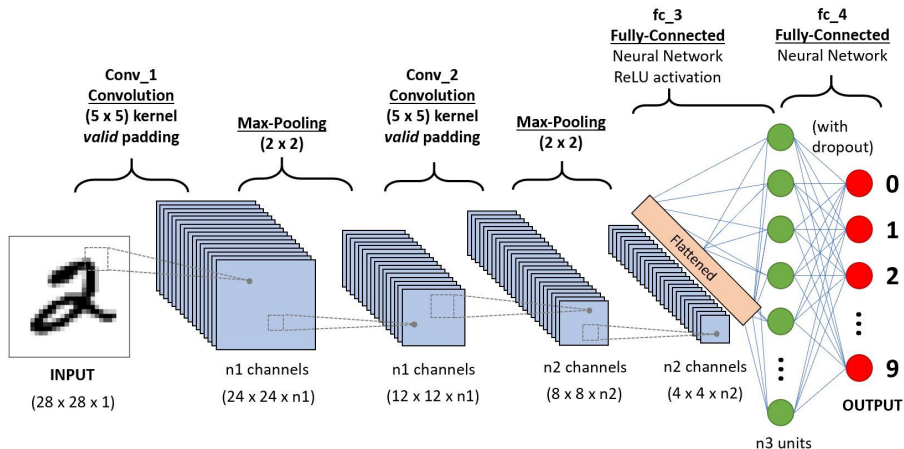 fc_3
Fully-Connected
Neural Network
ReLU activation
fc_4
Fully-Connected
Neural Network
Conv_1
Convolution
(5 x 5) kernel
valid padding
Max-Pooling
(2 x 2)
Conv_2
Convolution
(5 x 5) kernel
valid padding
Max-Pooling
(2 x 2)
(with
dropout)
Flattened
0
1
2
9
INPUT
(28 x 28 x 1)
n1 channels
(24 x 24 x n1)
n1 channels
(12 x 12 x n1)
n2 channels
(8 x 8 x n2)
n2 channels
(4 x 4 x n2)
OUTPUT
n3 units
2